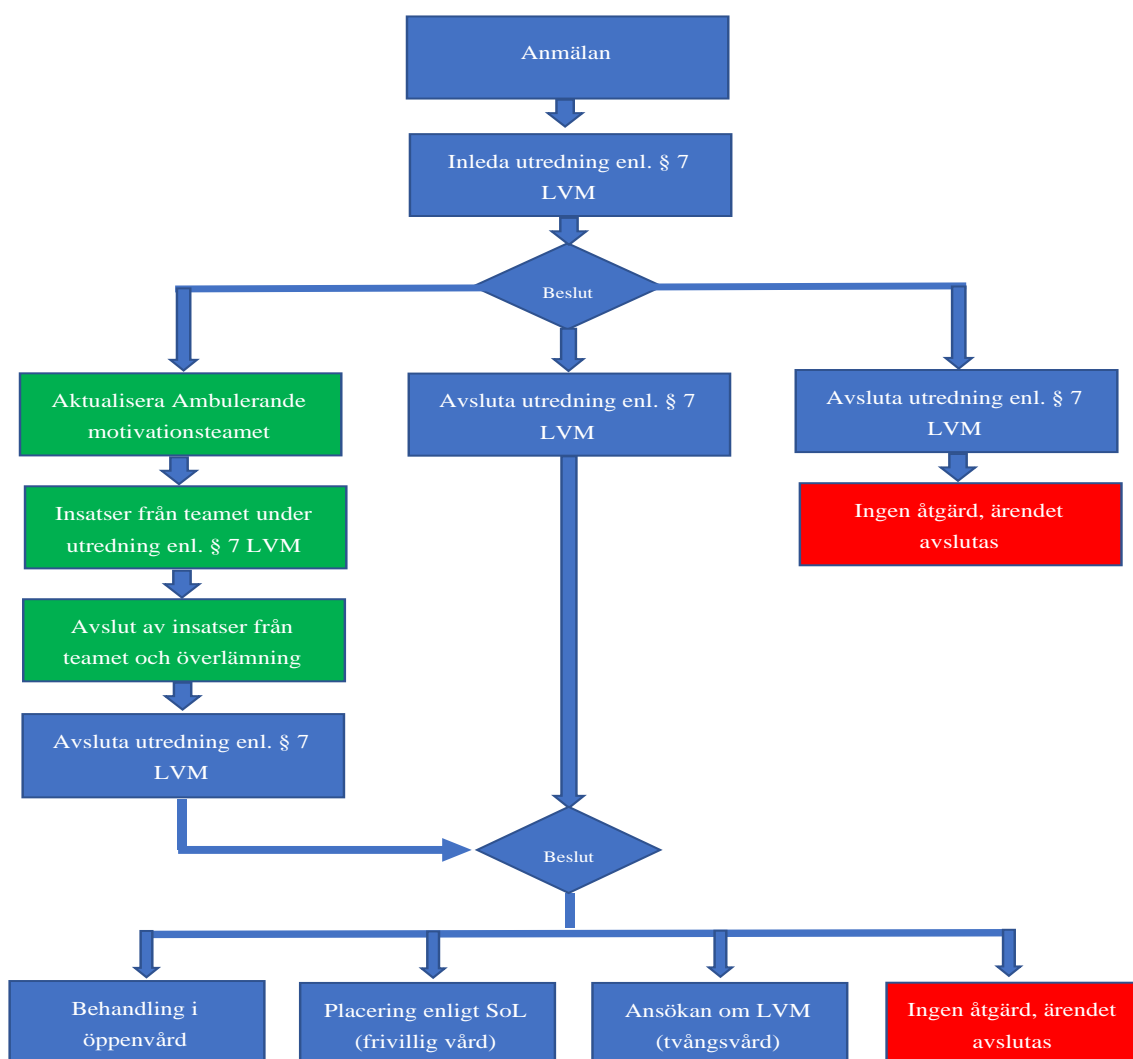 Anmälan
Inleda utredning enl. § 7
LVM
Beslut
Aktualisera Ambulerande
motivationsteamet
Avsluta utredning enl. § 7
LVM
Avsluta utredning enl. § 7
LVM
Insatser från teamet under
utredning enl. § 7 LVM
Ingen åtgärd, ärendet
avslutas
Avslut av insatser från
teamet och överlämning
Avsluta utredning enl. § 7
LVM
Beslut
Behandling i
öppenvård
Placering enligt SoL
(frivillig vård)
Ansökan om LVM
(tvångsvård)
Ingen åtgärd, ärendet
avslutas